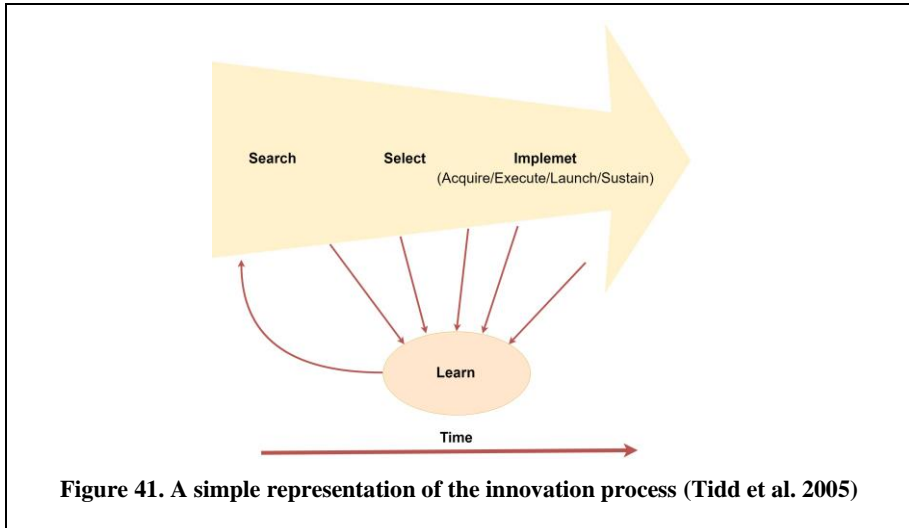 Search Select Implemet
(Acquire/Execute/Launch/Sustain)
Learn
Time
Figure 41. A simple representation of the innovation process (Tidd et al. 2005)